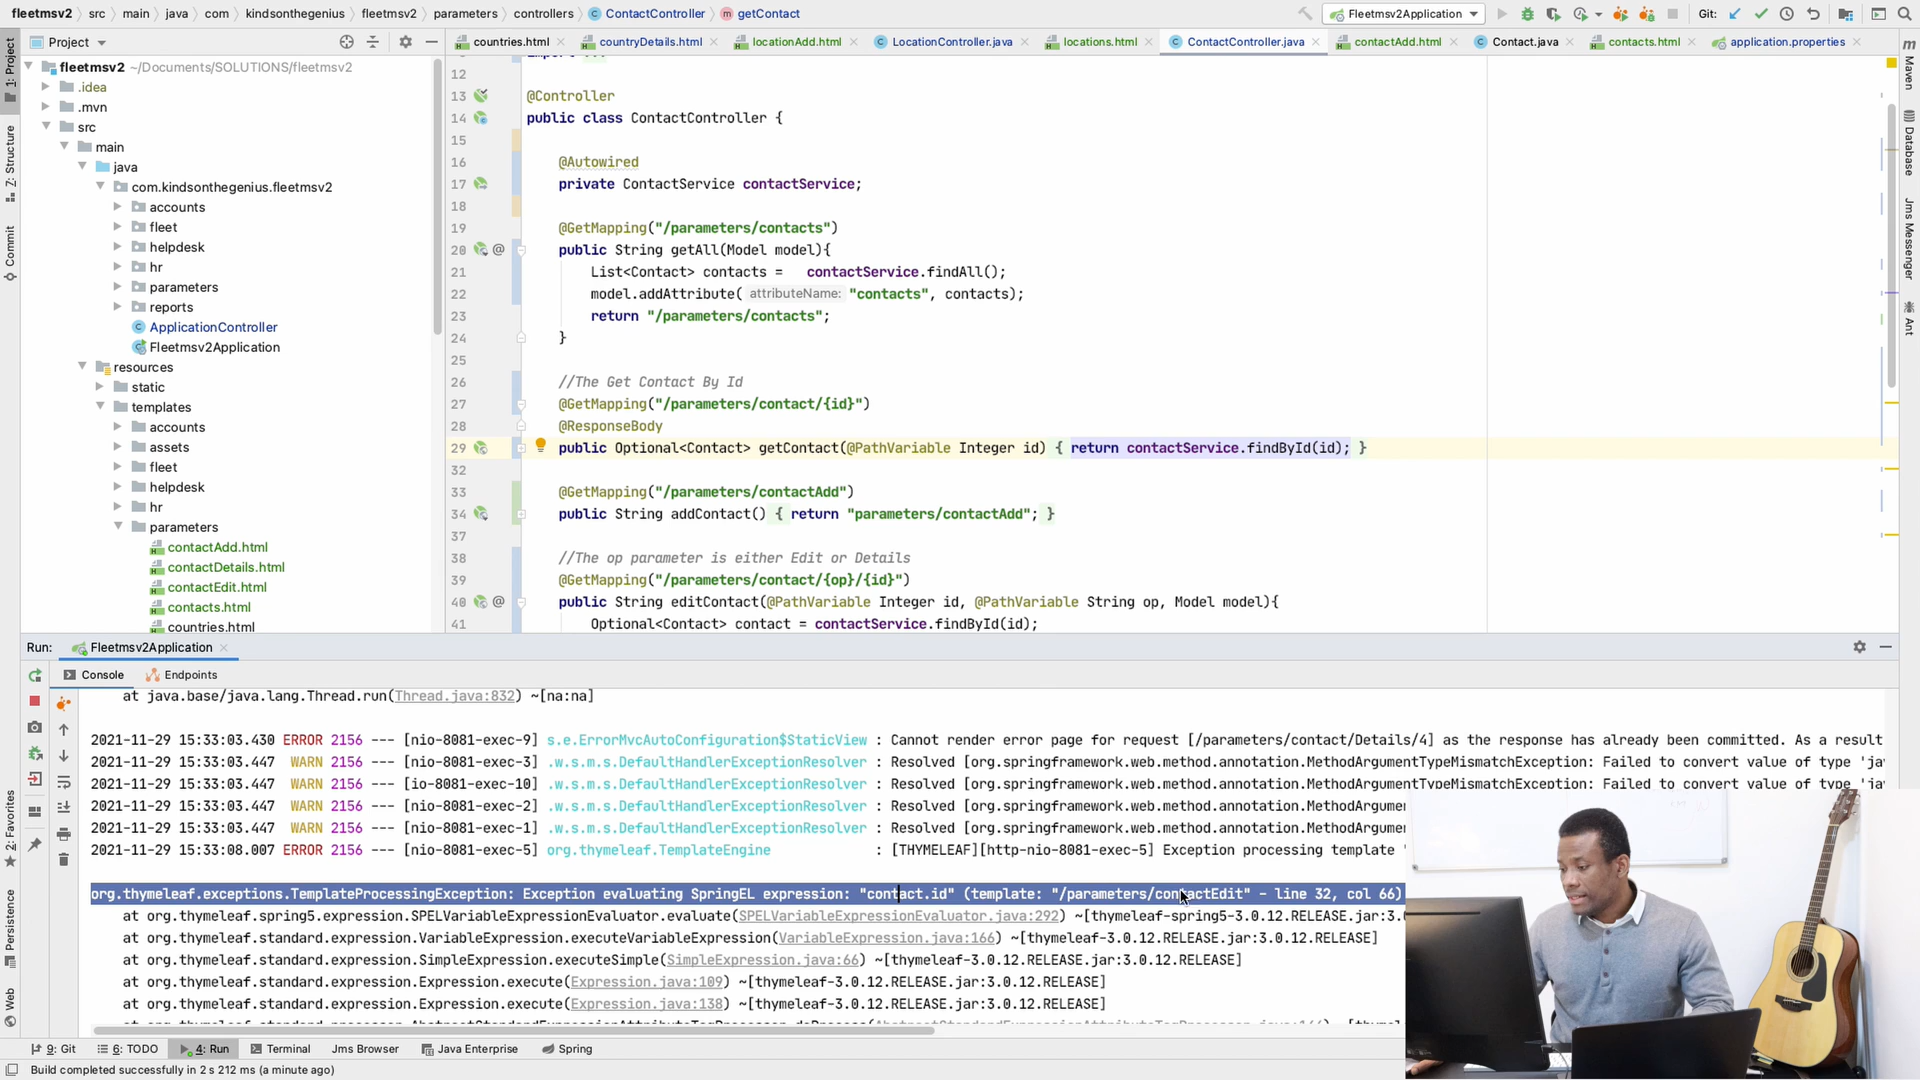 fleetmsv2 › src › main › java › com › kindsonthegenius › fleetmsv2 › parameters › controllers › ContactController › getContact
Fleetmsv2Application
Git:
Project
countries.html
countryDetails.html
locationAdd.html
LocationController.java
locations.html
ContactController.java
contactAdd.html
Contact.java
contacts.html
application.properties
1: Project
Z: Structure
Commit
2: Favorites
Persistence
Web
Maven
Database
Jms Messenger
Ant
fleetmsv2 ~/Documents/SOLUTIONS/fleetmsv2
.idea
.mvn
src
main
java
com.kindsonthegenius.fleetmsv2
accounts
fleet
helpdesk
hr
parameters
reports
ApplicationController
Fleetmsv2Application
resources
static
templates
accounts
assets
fleet
helpdesk
hr
parameters
contactAdd.html
contactDetails.html
contactEdit.html
contacts.html
countries.html
12
13 @Controller
14 public class ContactController {
15
16 @Autowired
17 private ContactService contactService;
18
19 @GetMapping("/parameters/contacts")
20 @ public String getAll(Model model){
21 List<Contact> contacts =   contactService.findAll();
22 model.addAttribute( attributeName: "contacts", contacts);
23 return "/parameters/contacts";
24 }
25
26 //The Get Contact By Id
27 @GetMapping("/parameters/contact/{id}")
28 @ResponseBody
29 public Optional<Contact> getContact(@PathVariable Integer id) { return contactService.findById(id); }
32
33 @GetMapping("/parameters/contactAdd")
34 public String addContact() { return "parameters/contactAdd"; }
37
38 //The op parameter is either Edit or Details
39 @GetMapping("/parameters/contact/{op}/{id}")
40 @ public String editContact(@PathVariable Integer id, @PathVariable String op, Model model){
41 Optional<Contact> contact = contactService.findById(id);
Run: Fleetmsv2Application
Console Endpoints
at java.base/java.lang.Thread.run(Thread.java:832) ~[na:na]
2021-11-29 15:33:03.430 ERROR 2156 --- [nio-8081-exec-9] s.e.ErrorMvcAutoConfiguration$StaticView : Cannot render error page for request [/parameters/contact/Details/4] as the response has already been committed. As a result
2021-11-29 15:33:03.447  WARN 2156 --- [nio-8081-exec-3] .w.s.m.s.DefaultHandlerExceptionResolver : Resolved [org.springframework.web.method.annotation.MethodArgumentTypeMismatchException: Failed to convert value of type 'jav
2021-11-29 15:33:03.447  WARN 2156 --- [io-8081-exec-10] .w.s.m.s.DefaultHandlerExceptionResolver : Resolved [org.springframework.web.method.annotation.MethodArgumentTypeMismatchException: Failed to convert value of type 'jav
2021-11-29 15:33:03.447  WARN 2156 --- [nio-8081-exec-2] .w.s.m.s.DefaultHandlerExceptionResolver : Resolved [org.springframework.web.method.annotation.MethodArgumen
2021-11-29 15:33:03.447  WARN 2156 --- [nio-8081-exec-1] .w.s.m.s.DefaultHandlerExceptionResolver : Resolved [org.springframework.web.method.annotation.MethodArgumen
2021-11-29 15:33:08.007 ERROR 2156 --- [nio-8081-exec-5] org.thymeleaf.TemplateEngine : [THYMELEAF][http-nio-8081-exec-5] Exception processing template "
org.thymeleaf.exceptions.TemplateProcessingException: Exception evaluating SpringEL expression: "contact.id" (template: "/parameters/contactEdit" - line 32, col 66)
at org.thymeleaf.spring5.expression.SPELVariableExpressionEvaluator.evaluate(SPELVariableExpressionEvaluator.java:292) ~[thymeleaf-spring5-3.0.12.RELEASE.jar:3.0
at org.thymeleaf.standard.expression.VariableExpression.executeVariableExpression(VariableExpression.java:166) ~[thymeleaf-3.0.12.RELEASE.jar:3.0.12.RELEASE]
at org.thymeleaf.standard.expression.SimpleExpression.executeSimple(SimpleExpression.java:66) ~[thymeleaf-3.0.12.RELEASE.jar:3.0.12.RELEASE]
at org.thymeleaf.standard.expression.Expression.execute(Expression.java:109) ~[thymeleaf-3.0.12.RELEASE.jar:3.0.12.RELEASE]
at org.thymeleaf.standard.expression.Expression.execute(Expression.java:138) ~[thymeleaf-3.0.12.RELEASE.jar:3.0.12.RELEASE]
9: Git
6: TODO
4: Run
Terminal
Jms Browser
Java Enterprise
Spring
Build completed successfully in 2 s 212 ms (a minute ago)